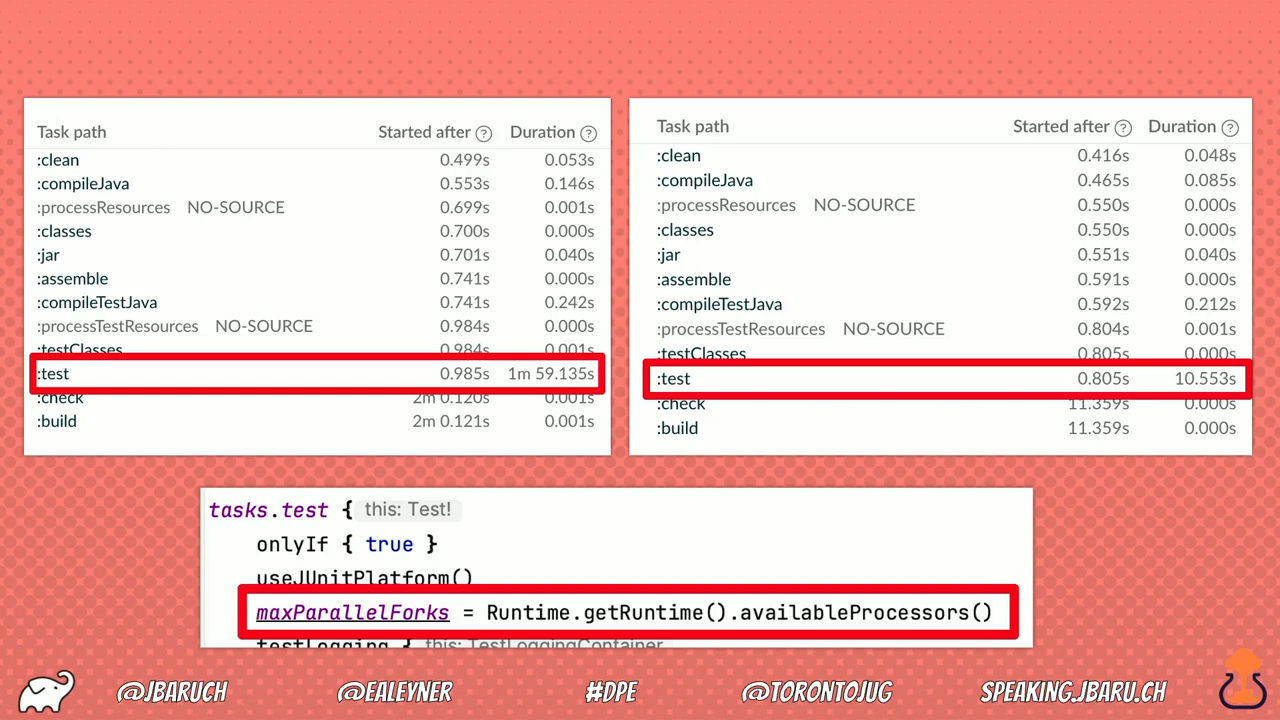 Task path Started after ? Duration ?
:clean 0.499s 0.053s
:compileJava 0.553s 0.146s
:processResources NO-SOURCE 0.699s 0.001s
:classes 0.700s 0.000s
:jar 0.701s 0.040s
:assemble 0.741s 0.000s
:compileTestJava 0.741s 0.242s
:processTestResources NO-SOURCE 0.984s 0.000s
:testClasses 0.984s 0.001s
:test 0.985s 1m 59.135s
:check 2m 0.120s 0.001s
:build 2m 0.121s 0.001s
Task path Started after ? Duration ?
:clean 0.416s 0.048s
:compileJava 0.465s 0.085s
:processResources NO-SOURCE 0.550s 0.000s
:classes 0.550s 0.000s
:jar 0.551s 0.040s
:assemble 0.591s 0.000s
:compileTestJava 0.592s 0.212s
:processTestResources NO-SOURCE 0.804s 0.001s
:testClasses 0.805s 0.000s
:test 0.805s 10.553s
:check 11.359s 0.000s
:build 11.359s 0.000s
tasks.test { this: Test!
onlyIf { true }
useJUnitPlatform()
maxParallelForks = Runtime.getRuntime().availableProcessors()
testLogging { this: TestLoggingContainer
@JBARUCH @EALEYNER #DPE @TORONTOJUG SPEAKING.JBARU.CH